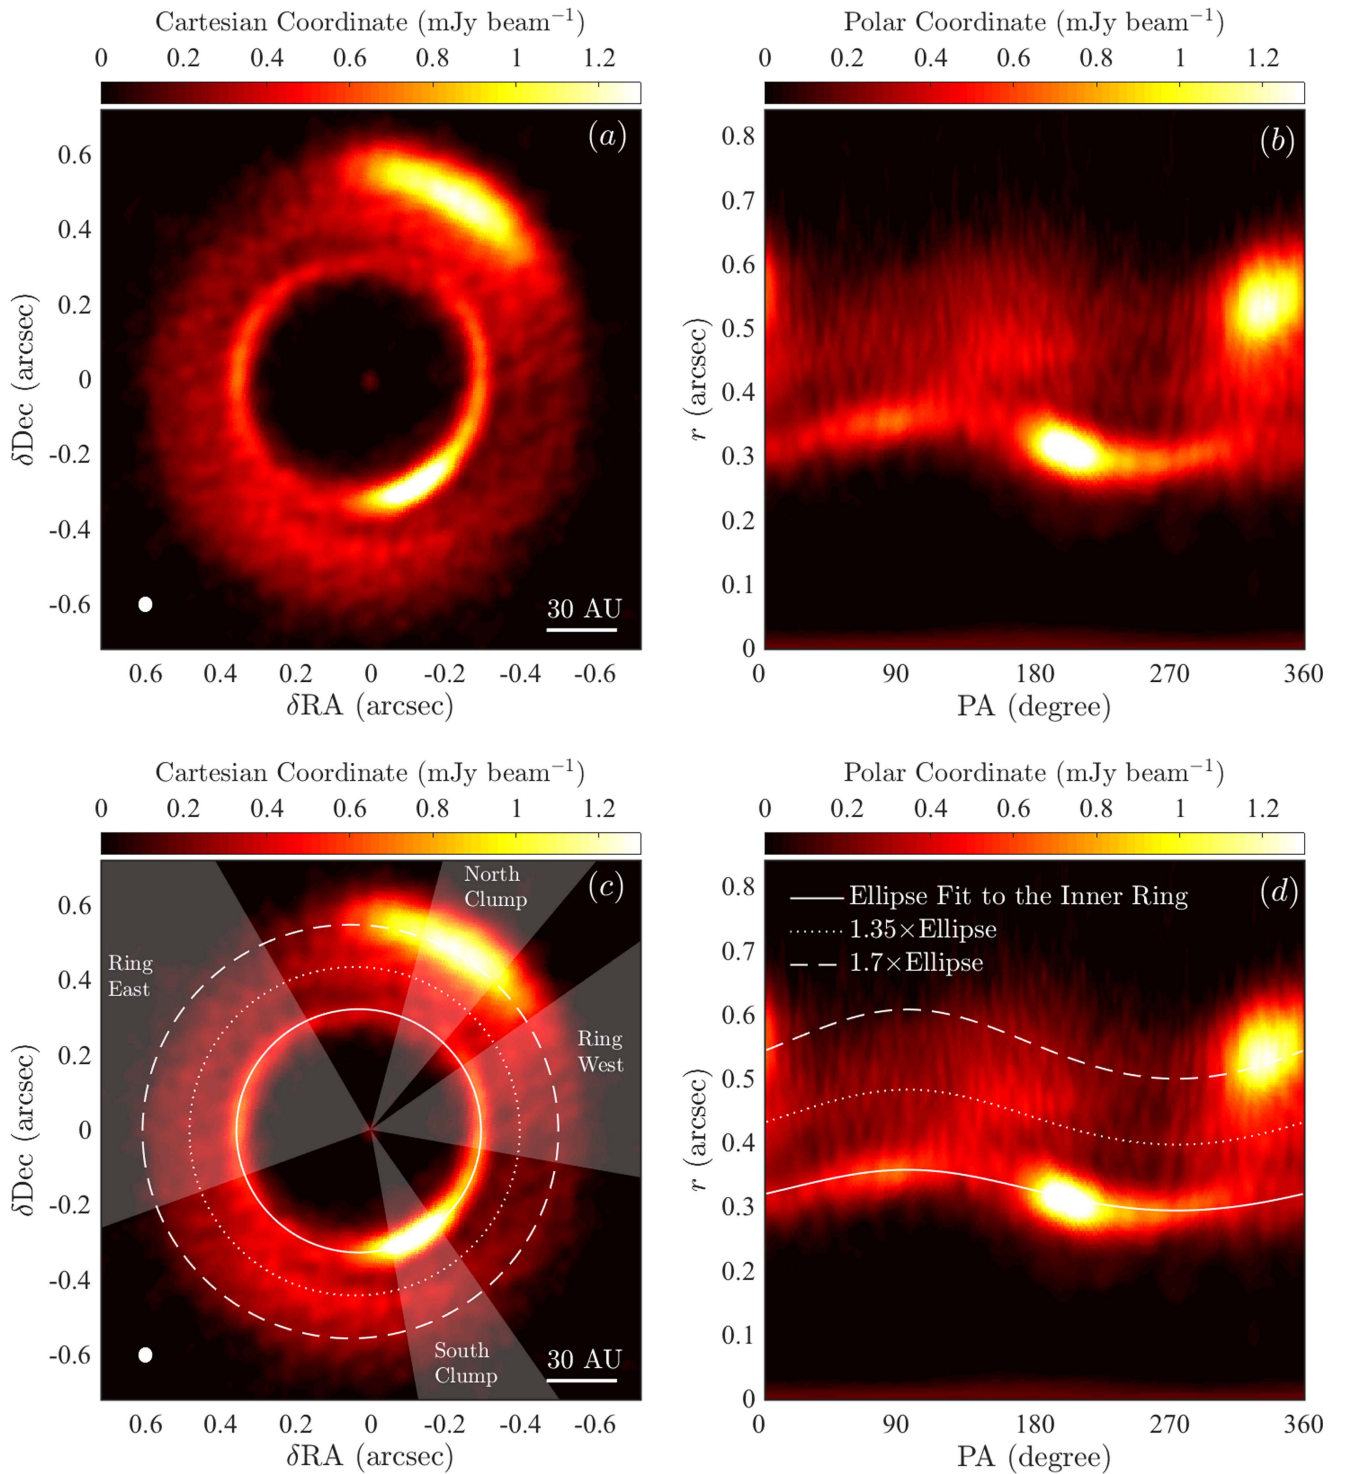 Cartesian Coordinate (mJy beam⁻¹)
0 0.2 0.4 0.6 0.8 1 1.2
(a)
0.6
0.4
0.2
0
-0.2
-0.4
-0.6
δDec (arcsec)
30 AU
0.6 0.4 0.2 0 -0.2 -0.4 -0.6
δRA (arcsec)
Polar Coordinate (mJy beam⁻¹)
0 0.2 0.4 0.6 0.8 1 1.2
(b)
0.8
0.7
0.6
0.5
0.4
0.3
0.2
0.1
0
r (arcsec)
0 90 180 270 360
PA (degree)
Cartesian Coordinate (mJy beam⁻¹)
0 0.2 0.4 0.6 0.8 1 1.2
(c)
North
Clump
Ring
East
Ring
West
South
Clump
0.6
0.4
0.2
0
-0.2
-0.4
-0.6
δDec (arcsec)
30 AU
0.6 0.4 0.2 0 -0.2 -0.4 -0.6
δRA (arcsec)
Polar Coordinate (mJy beam⁻¹)
0 0.2 0.4 0.6 0.8 1 1.2
(d)
Ellipse Fit to the Inner Ring
1.35×Ellipse
1.7×Ellipse
0.8
0.7
0.6
0.5
0.4
0.3
0.2
0.1
0
r (arcsec)
0 90 180 270 360
PA (degree)